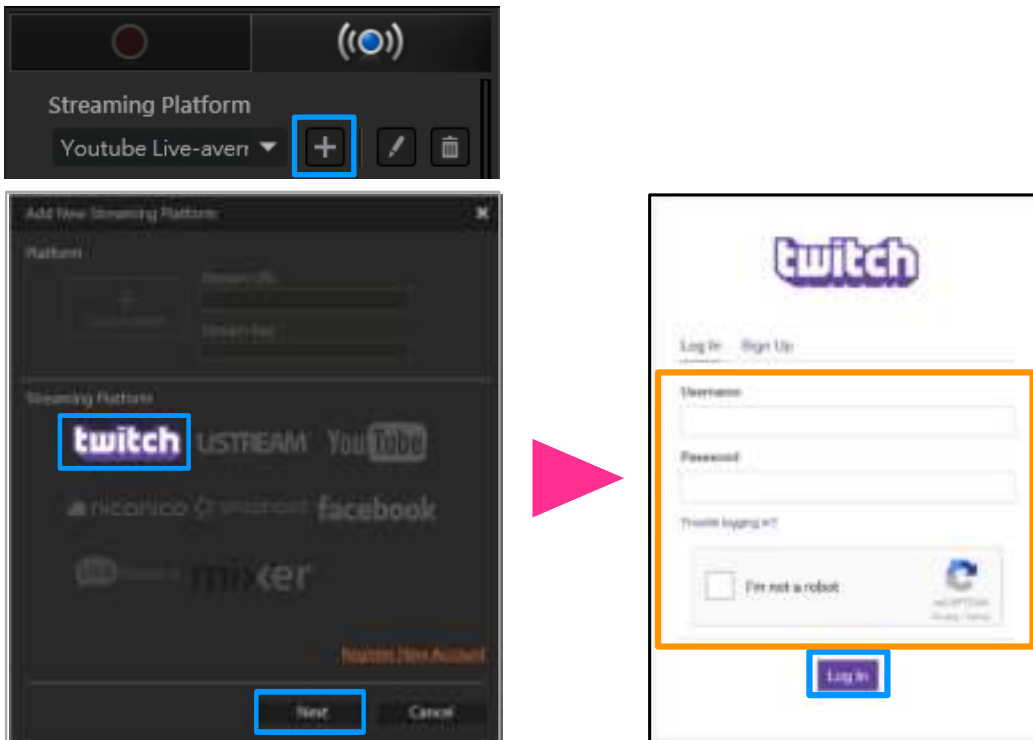 Streaming Platform
Youtube Live-aver
Add New Streaming Platform
Platform
Stream URL
Stream Key
Streaming Platform
twitch USTREAM YouTube
niconico facebook
mixer
Register New Account
Next Cancel
twitch
Log In Sign Up
Username
Password
Trouble logging in?
I'm not a robot
reCAPTCHA
Privacy - Terms
Log In